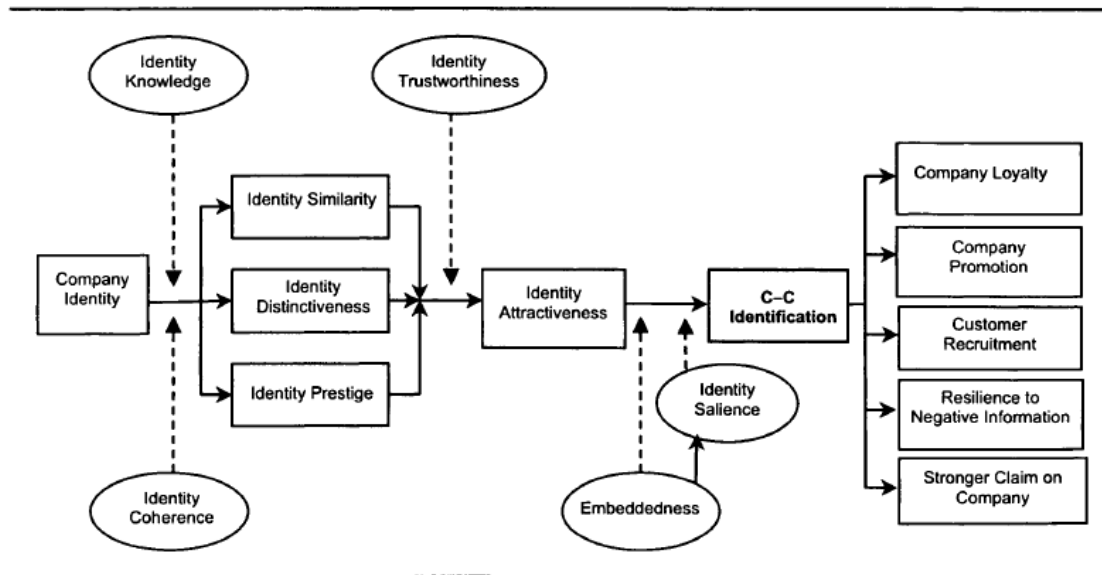 Identity
Knowledge
Identity
Trustworthiness
Identity Similarity
Company Loyalty
Company
Identity
Identity
Distinctiveness
Identity
Attractiveness
C–C
Identification
Company
Promotion
Customer
Recruitment
Identity Prestige
Identity
Salience
Resilience to
Negative Information
Identity
Coherence
Embeddedness
Stronger Claim on
Company